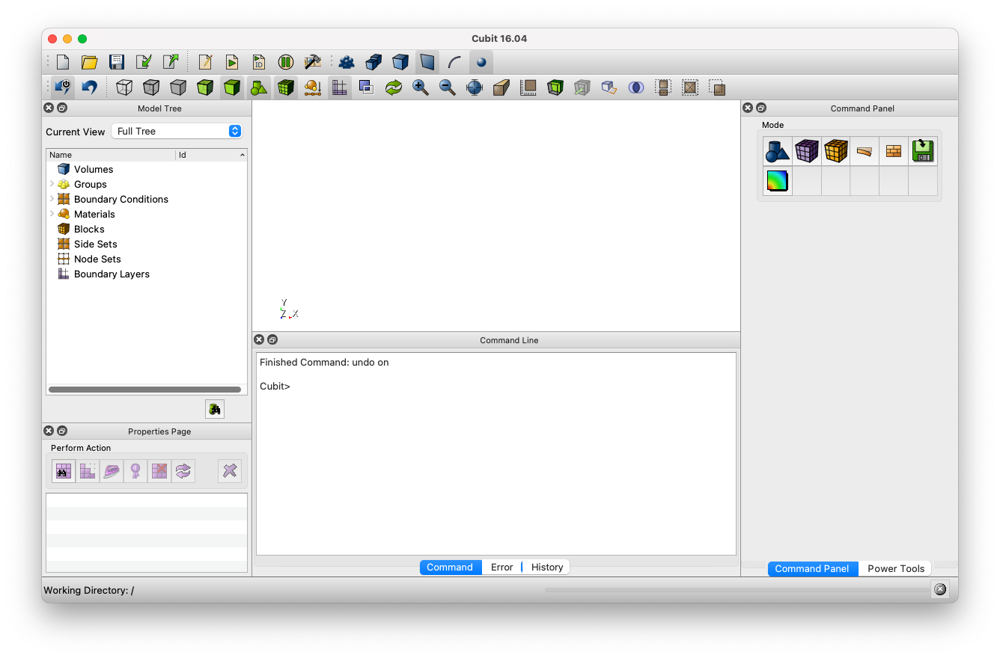 Cubit 16.04
ID
Model Tree
Command Panel
Current View
Full Tree
Mode
Name
Id
Volumes
Groups
Boundary Conditions
Materials
Blocks
Side Sets
Node Sets
Boundary Layers
Y
Z X
Command Line
Finished Command: undo on
Cubit>
Properties Page
Perform Action
Command
Error
History
Command Panel
Power Tools
Working Directory: /